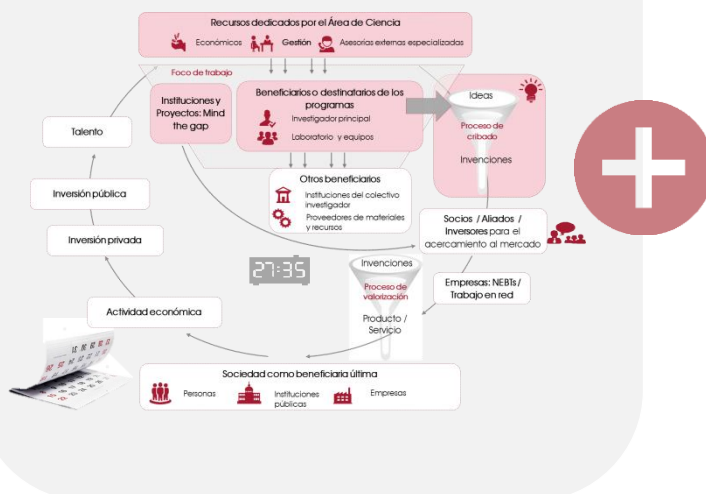 Recursos dedicados por el Área de Ciencia
Económicos
Gestión
Asesorías externas especializadas
Foco de trabajo
Instituciones y
Proyectos: Mind
the gap
Beneficiarios o destinatarios de los
programas
Investigador principal
Laboratorio y equipos
Ideas
Proceso de
cribado
Invenciones
Talento
Otros beneficiarios
Instituciones del colectivo
investigador
Proveedores de materiales
y recursos
Inversión pública
Socios / Aliados /
Inversores para el
acercamiento al mercado
Inversión privada
27:35
Invenciones
Proceso de
valorización
Producto /
Servicio
Empresas: NEBTs /
Trabajo en red
Actividad económica
Sociedad como beneficiaria última
Personas
Instituciones
públicas
Empresas